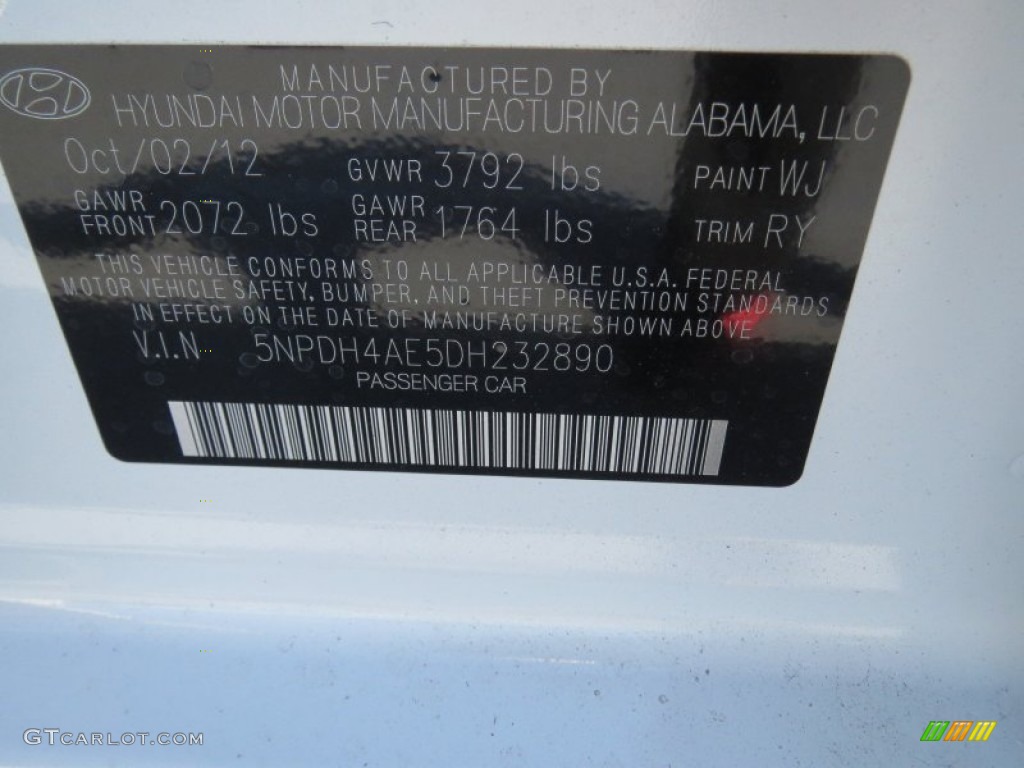 MANUFACTURED BY
HYUNDAI MOTOR MANUFACTURING ALABAMA, LLC
Oct/02/12 GVWR 3792 lbs PAINT WJ
GAWR FRONT 2072 lbs GAWR REAR 1764 lbs TRIM RY
THIS VEHICLE CONFORMS TO ALL APPLICABLE U.S.A. FEDERAL
MOTOR VEHICLE SAFETY, BUMPER, AND THEFT PREVENTION STANDARDS
IN EFFECT ON THE DATE OF MANUFACTURE SHOWN ABOVE
V.I.N. 5NPDH4AE5DH232890
PASSENGER CAR
GTCARLOT.COM